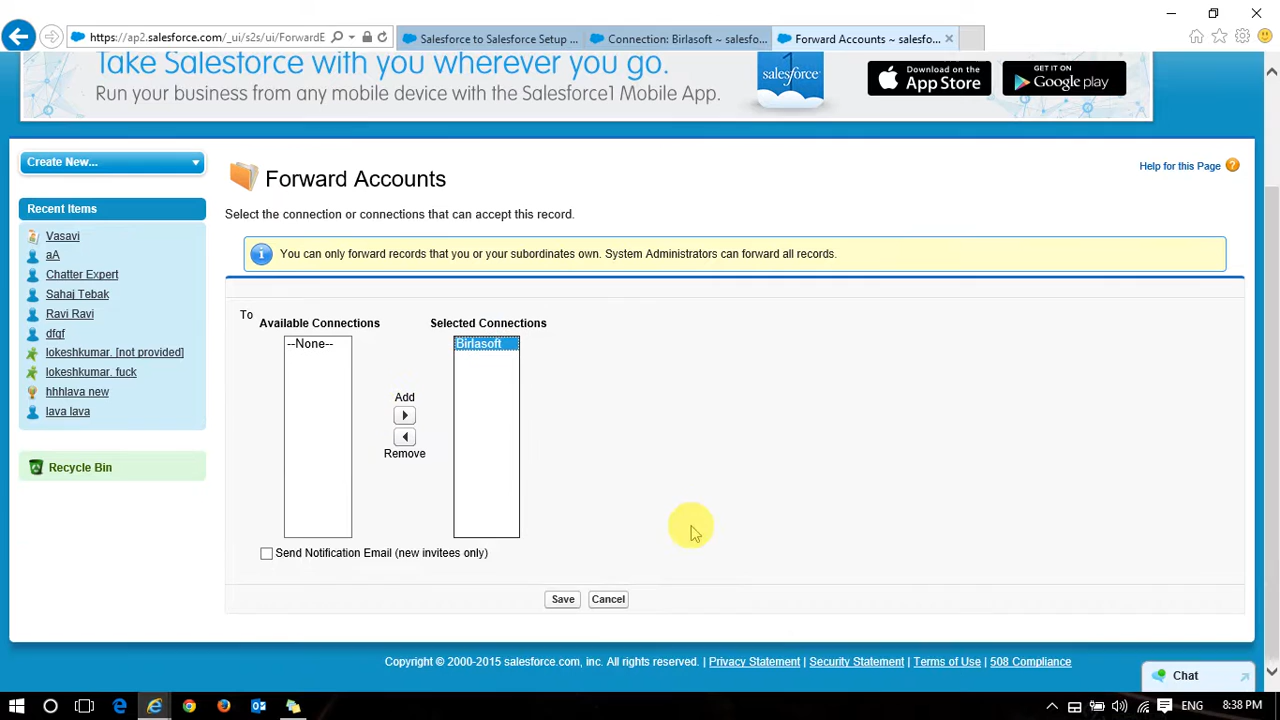 https://ap2.salesforce.com/_ui/s2s/ui/ForwardE
Salesforce to Salesforce Setup ...
Connection: Birlasoft ~ salesfo...
Forward Accounts ~ salesfo...
Take Salesforce with you wherever you go.
Run your business from any mobile device with the Salesforce1 Mobile App.
salesforce
Download on the App Store
GET IT ON Google play
Create New...
Help for this Page
Forward Accounts
Recent Items
Select the connection or connections that can accept this record.
Vasavi
aA
Chatter Expert
Sahaj Tebak
Ravi Ravi
dfgf
lokeshkumar. [not provided]
lokeshkumar. fuck
hhhlava new
lava lava
You can only forward records that you or your subordinates own. System Administrators can forward all records.
To
Available Connections
Selected Connections
--None--
Birlasoft
Add
Remove
Recycle Bin
Send Notification Email (new invitees only)
Save
Cancel
Copyright © 2000-2015 salesforce.com, inc. All rights reserved. | Privacy Statement | Security Statement | Terms of Use | 508 Compliance
Chat
ENG
8:38 PM